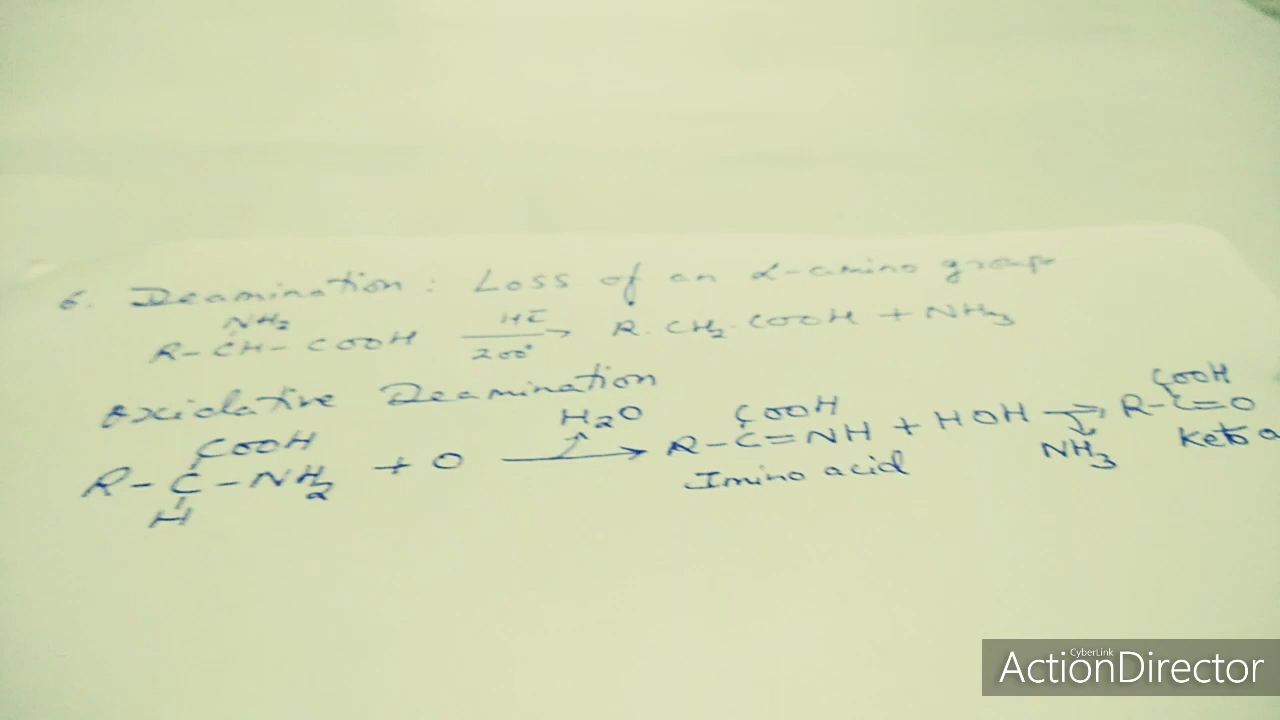 6. Deamination : Loss of an α-amino group
NH2
R-CH-COOH HI R.CH2.COOH + NH3
200°
Oxidative Deamination
COOH H2O COOH COOH
R-C-NH2 + O R-C=NH + HOH R-C=O
H Imino acid NH3 Keto a
CyberLink
ActionDirector